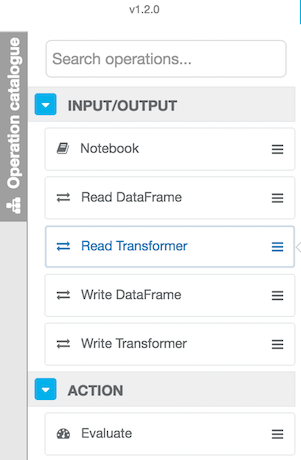 v1.2.0
Operation catalogue
Search operations...
INPUT/OUTPUT
Notebook
Read DataFrame
Read Transformer
Write DataFrame
Write Transformer
ACTION
Evaluate